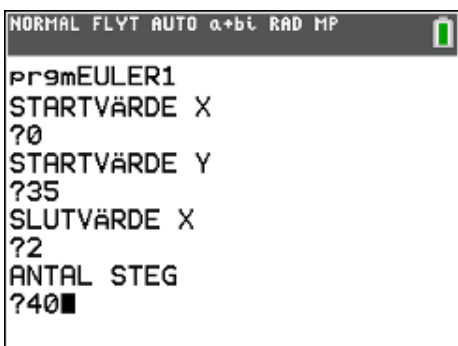 NORMAL FLYT AUTO a+bi RAD MP
prgmEULER1
STARTVÄRDE X
?0
STARTVÄRDE Y
?35
SLUTVÄRDE X
?2
ANTAL STEG
?40